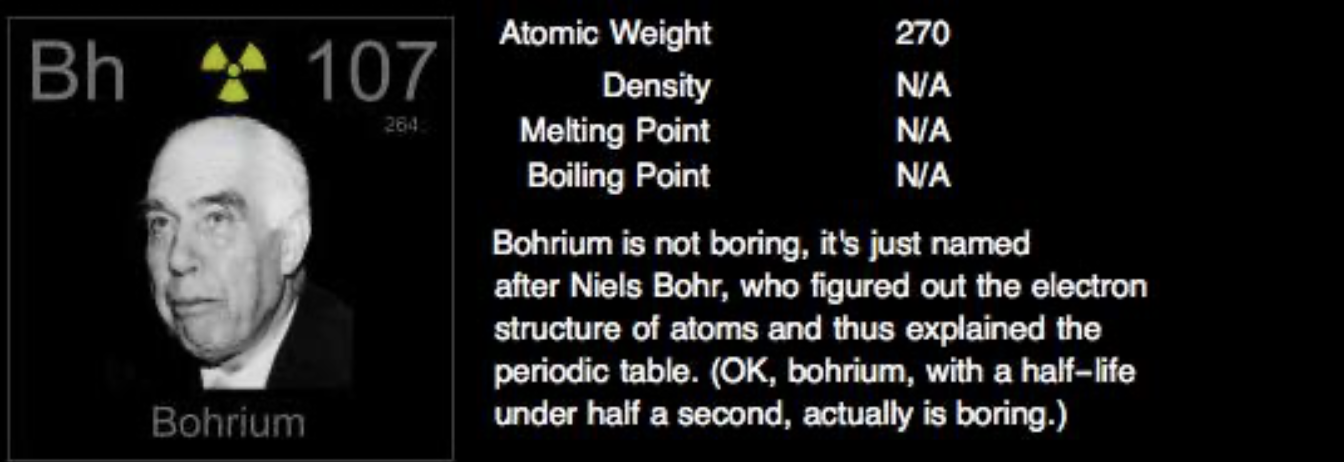 Bh 107
264.
Bohrium
Atomic Weight 270
Density N/A
Melting Point N/A
Boiling Point N/A
Bohrium is not boring, it's just named
after Niels Bohr, who figured out the electron
structure of atoms and thus explained the
periodic table. (OK, bohrium, with a half-life
under half a second, actually is boring.)